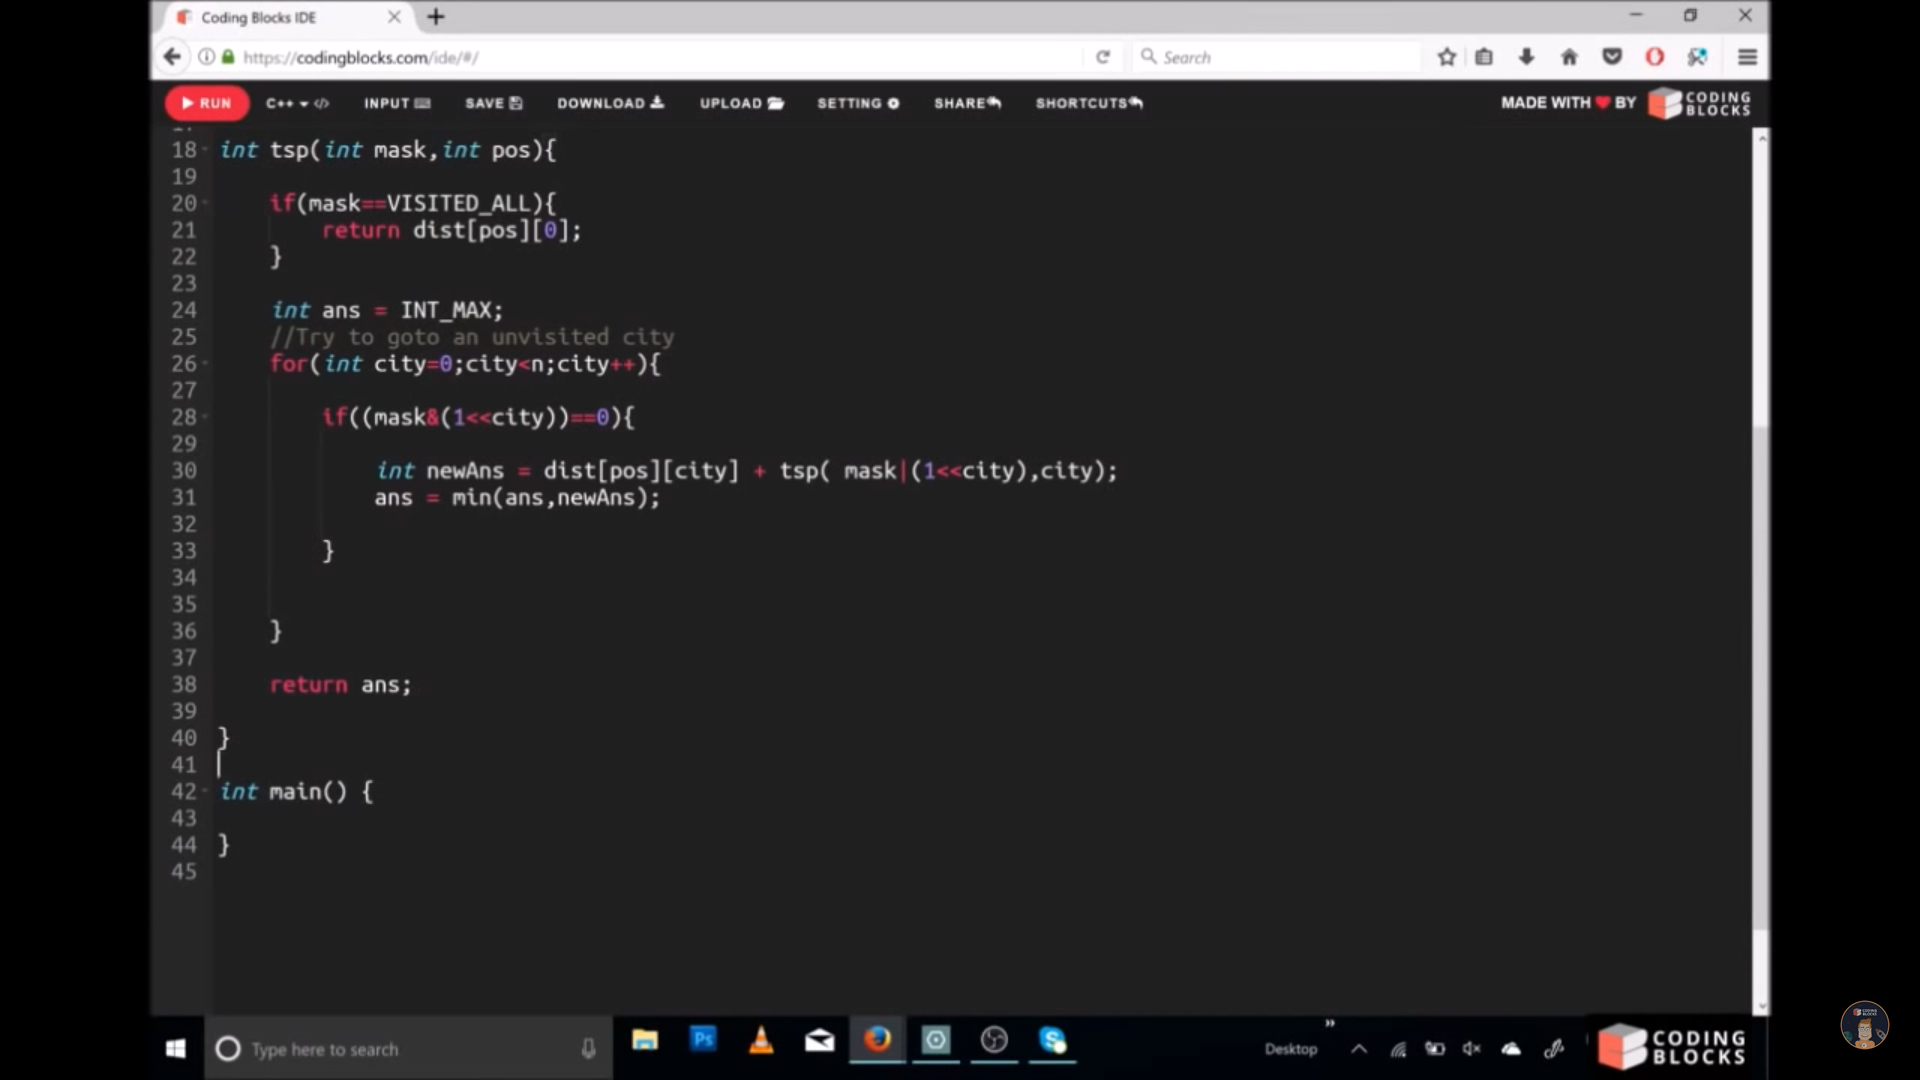 Coding Blocks IDE
https://codingblocks.com/ide/#/
Search
RUN C++ INPUT SAVE DOWNLOAD UPLOAD SETTING SHARE SHORTCUTS MADE WITH BY CODING BLOCKS
18 int tsp(int mask,int pos){
19
20 if(mask==VISITED_ALL){
21 return dist[pos][0];
22 }
23
24 int ans = INT_MAX;
25 //Try to goto an unvisited city
26 for(int city=0;city<n;city++){
27
28 if((mask&(1<<city))==0){
29
30 int newAns = dist[pos][city] + tsp( mask|(1<<city),city);
31 ans = min(ans,newAns);
32
33 }
34
35
36 }
37
38 return ans;
39
40 }
41
42 int main() {
43
44 }
45
Type here to search
Ps
Desktop
CODING
BLOCKS